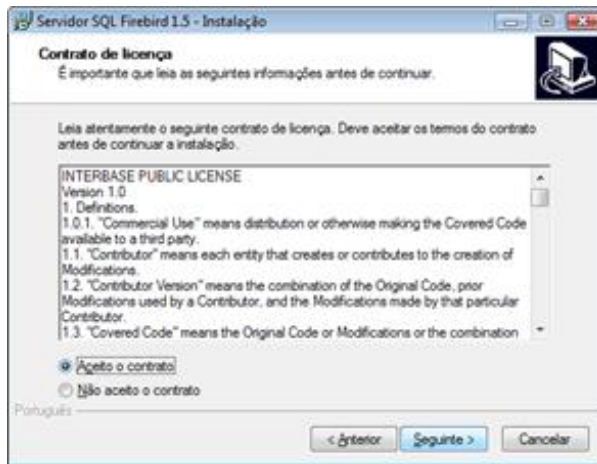 Servidor SQL Firebird 1.5 - Instalação
Contrato de licença
É importante que leia as seguintes informações antes de continuar.
Leia atentamente o seguinte contrato de licença. Deve aceitar os termos do contrato
antes de continuar a instalação.
INTERBASE PUBLIC LICENSE
Version 1.0
1. Definitions.
1.0.1. "Commercial Use" means distribution or otherwise making the Covered Code
available to a third party.
1.1. "Contributor" means each entity that creates or contributes to the creation of
Modifications.
1.2. "Contributor Version" means the combination of the Original Code, prior
Modifications used by a Contributor, and the Modifications made by that particular
Contributor.
1.3. "Covered Code" means the Original Code or Modifications or the combination
Aceito o contrato
Não aceito o contrato
Português
< Anterior
Seguinte >
Cancelar